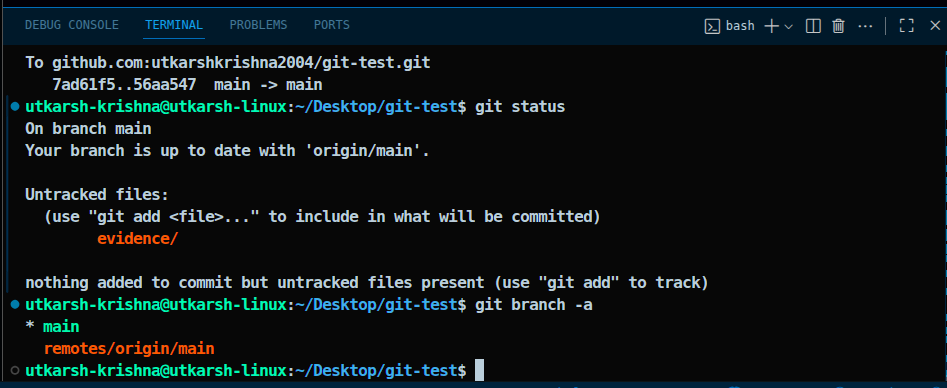 DEBUG CONSOLE TERMINAL PROBLEMS PORTS bash
To github.com:utkarshkrishna2004/git-test.git
   7ad61f5..56aa547  main -> main
utkarsh-krishna@utkarsh-linux:~/Desktop/git-test$ git status
On branch main
Your branch is up to date with 'origin/main'.
Untracked files:
  (use "git add <file>..." to include in what will be committed)
        evidence/
nothing added to commit but untracked files present (use "git add" to track)
utkarsh-krishna@utkarsh-linux:~/Desktop/git-test$ git branch -a
* main
  remotes/origin/main
utkarsh-krishna@utkarsh-linux:~/Desktop/git-test$